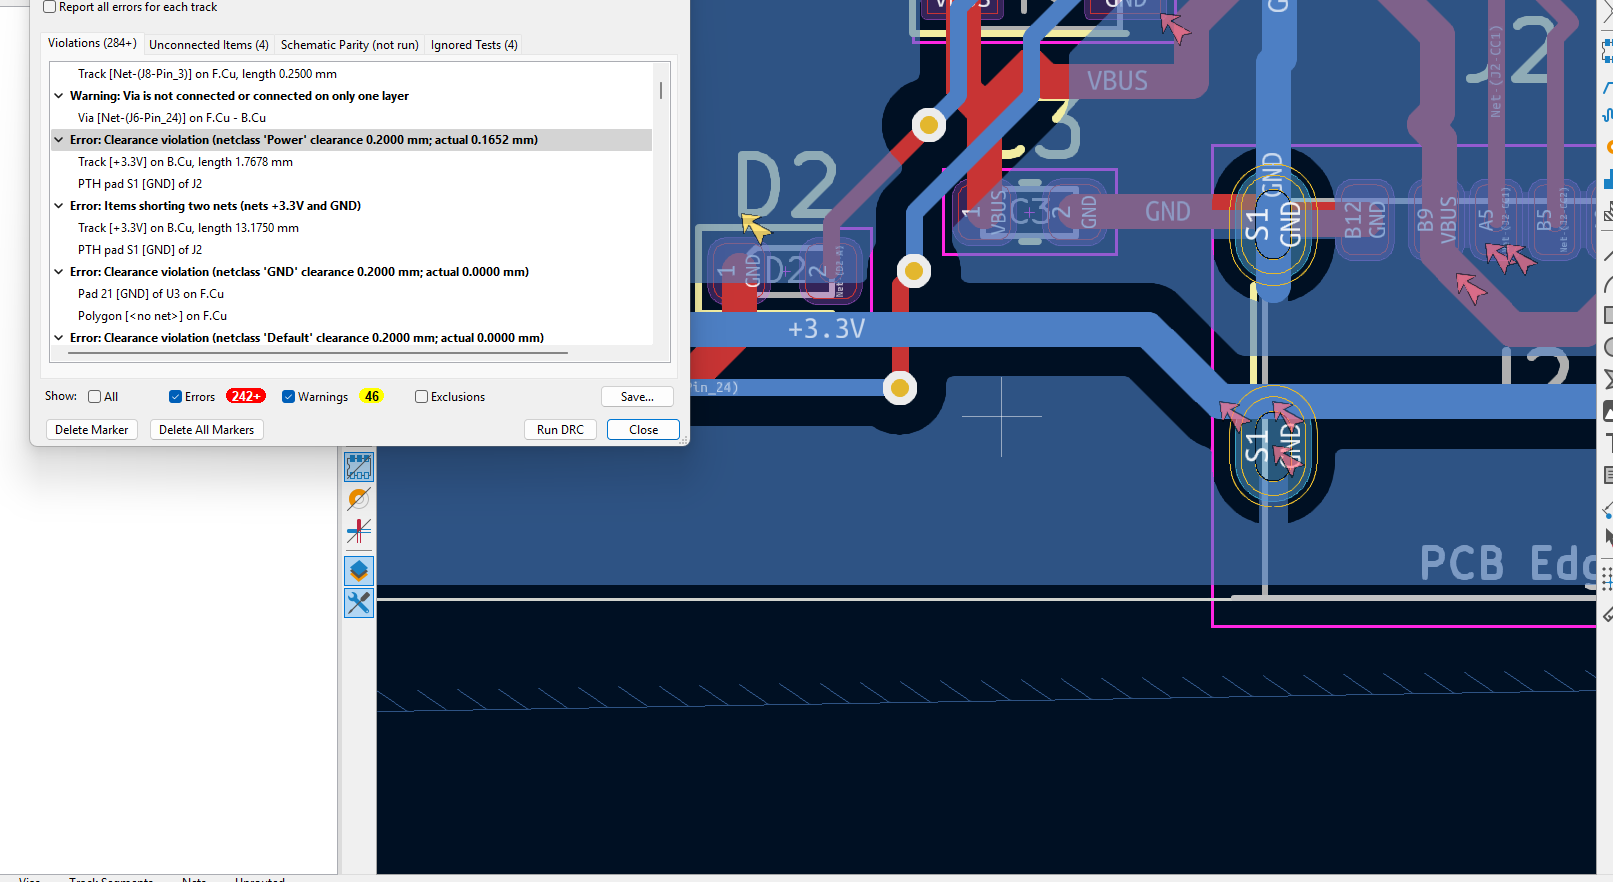 Report all errors for each track
Violations (284+)
Unconnected Items (4)
Schematic Parity (not run)
Ignored Tests (4)
Track [Net-(J8-Pin_3)] on F.Cu, length 0.2500 mm
Warning: Via is not connected or connected on only one layer
Via [Net-(J6-Pin_24)] on F.Cu - B.Cu
Error: Clearance violation (netclass 'Power' clearance 0.2000 mm; actual 0.1652 mm)
Track [+3.3V] on B.Cu, length 1.7678 mm
PTH pad S1 [GND] of J2
Error: Items shorting two nets (nets +3.3V and GND)
Track [+3.3V] on B.Cu, length 13.1750 mm
PTH pad S1 [GND] of J2
Error: Clearance violation (netclass 'GND' clearance 0.2000 mm; actual 0.0000 mm)
Pad 21 [GND] of U3 on F.Cu
Polygon [<no net>] on F.Cu
Error: Clearance violation (netclass 'Default' clearance 0.2000 mm; actual 0.0000 mm)
Show:
All
Errors
242+
Warnings
46
Exclusions
Save...
Delete Marker
Delete All Markers
Run DRC
Close
VBUS
J2
Net-(J2-CC1)
D2
1
GND
D2
2
Net-(D2-A)
1
VBUS
C3
2
GND
GND
GND
S1
GND
B12
GND
B9
VBUS
A5
B5
+3.3V
in_24)
J2
S1
GND
PCB Edg